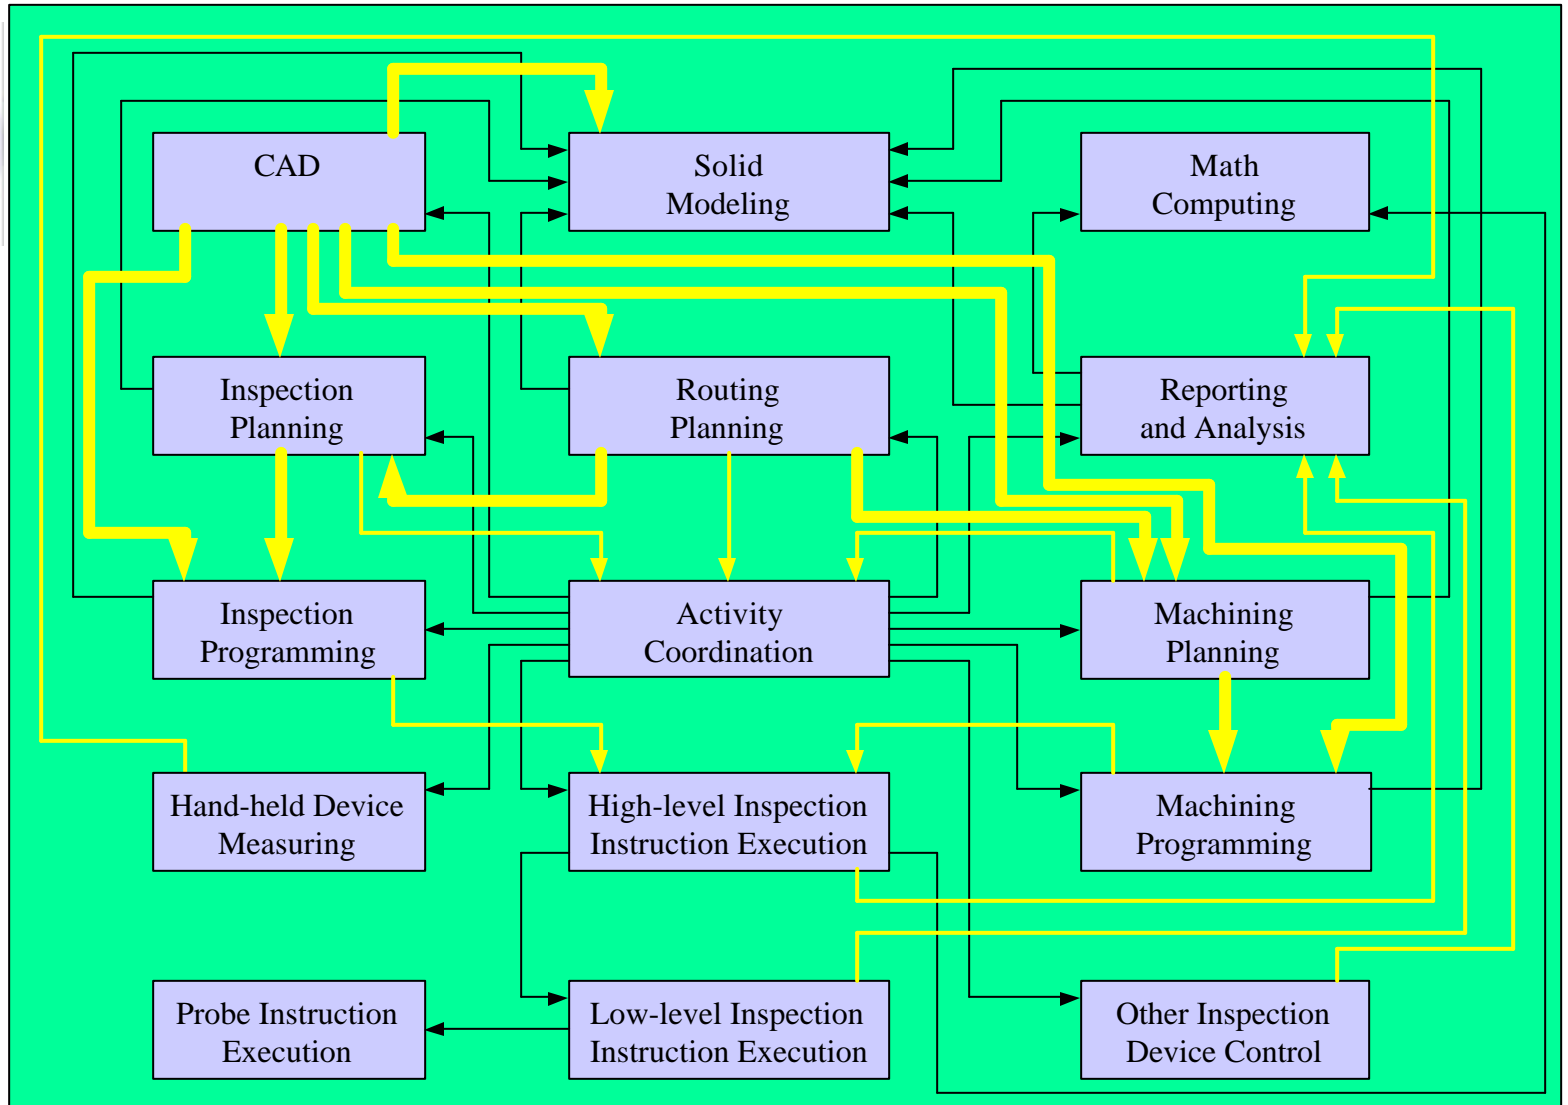 CAD
Solid
Modeling
Math
Computing
Inspection
Planning
Routing
Planning
Reporting
and Analysis
Inspection
Programming
Activity
Coordination
Machining
Planning
Hand-held Device
Measuring
High-level Inspection
Instruction Execution
Machining
Programming
Probe Instruction
Execution
Low-level Inspection
Instruction Execution
Other Inspection
Device Control